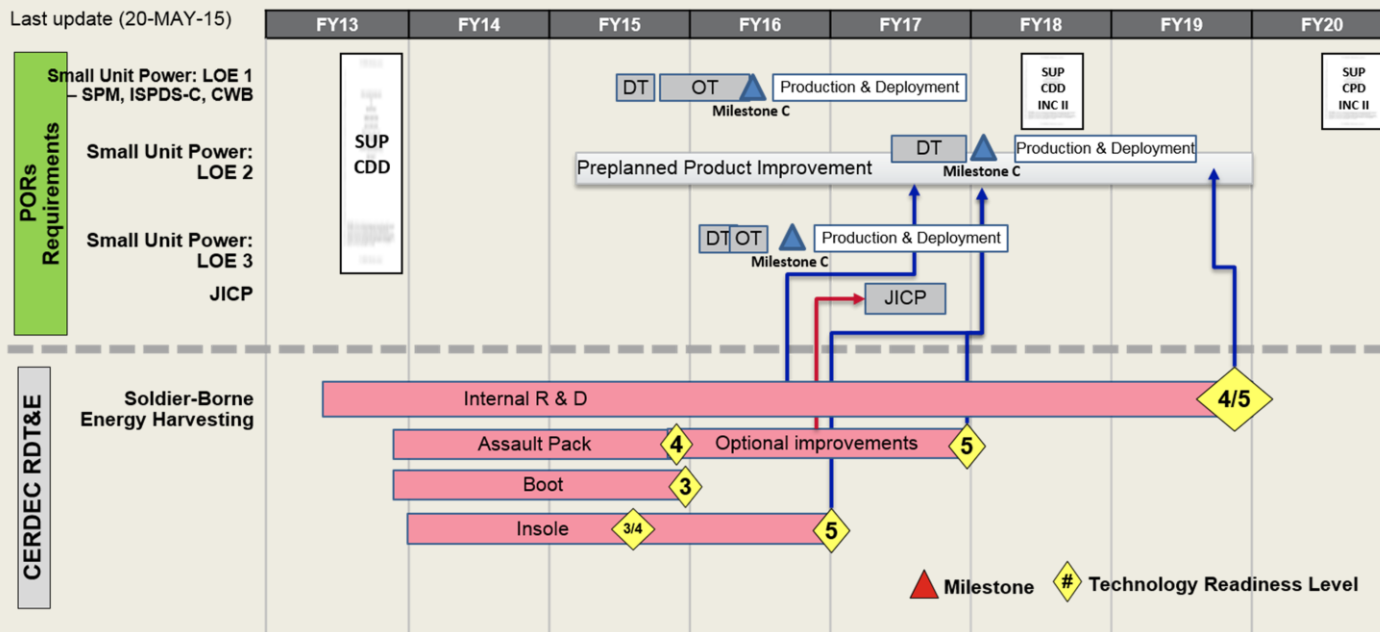 Last update (20-MAY-15)
FY13
FY14
FY15
FY16
FY17
FY18
FY19
FY20
PORs
Requirements
Small Unit Power: LOE 1
– SPM, ISPDS-C, CWB
DT
OT
Milestone C
Production & Deployment
SUP
CDD
SUP
CDD
INC II
SUP
CPD
INC II
Small Unit Power:
LOE 2
Preplanned Product Improvement
DT
Milestone C
Production & Deployment
Small Unit Power:
LOE 3
DT
OT
Milestone C
Production & Deployment
JICP
JICP
CERDEC RDT&E
Soldier-Borne
Energy Harvesting
Internal R & D
4/5
Assault Pack
4
Optional improvements
5
Boot
3
Insole
3/4
5
Milestone
#
Technology Readiness Level